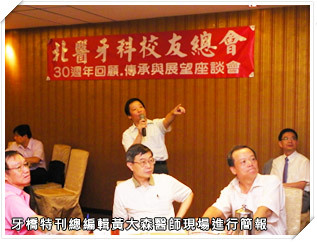 北醫牙科校友總會
30週年回顧.傳承與展望座談會
牙橋特刊總編輯黃大森醫師現場進行簡報